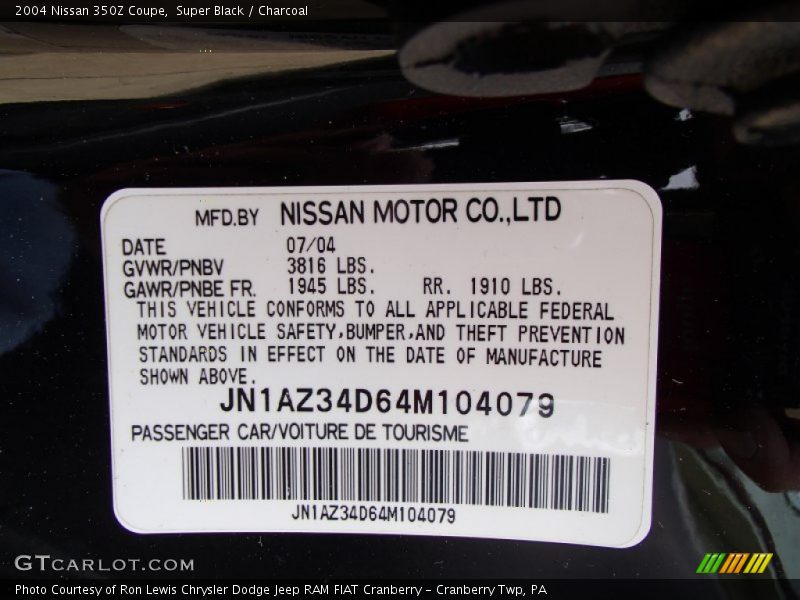 2004 Nissan 350Z Coupe, Super Black / Charcoal
MFD.BY NISSAN MOTOR CO.,LTD
DATE 07/04
GVWR/PNBV 3816 LBS.
GAWR/PNBE FR. 1945 LBS. RR. 1910 LBS.
THIS VEHICLE CONFORMS TO ALL APPLICABLE FEDERAL
MOTOR VEHICLE SAFETY,BUMPER,AND THEFT PREVENTION
STANDARDS IN EFFECT ON THE DATE OF MANUFACTURE
SHOWN ABOVE.
JN1AZ34D64M104079
PASSENGER CAR/VOITURE DE TOURISME
JN1AZ34D64M104079
GTCARLOT.COM
Photo Courtesy of Ron Lewis Chrysler Dodge Jeep RAM FIAT Cranberry – Cranberry Twp, PA